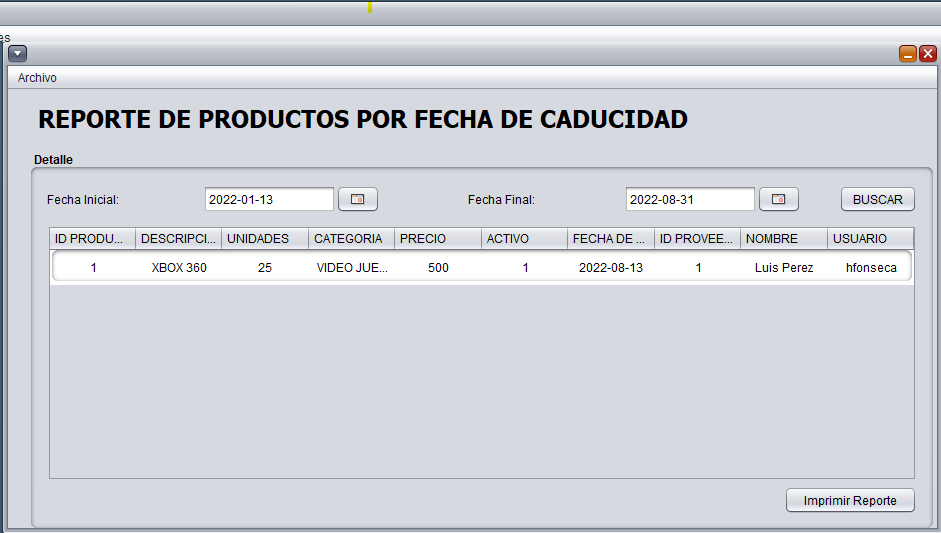 es
Archivo
REPORTE DE PRODUCTOS POR FECHA DE CADUCIDAD
Detalle
Fecha Inicial: 2022-01-13 Fecha Final: 2022-08-31 BUSCAR
ID PRODU... DESCRIPCI... UNIDADES CATEGORIA PRECIO ACTIVO FECHA DE ... ID PROVEE... NOMBRE USUARIO
1 XBOX 360 25 VIDEO JUE... 500 1 2022-08-13 1 Luis Perez hfonseca
Imprimir Reporte